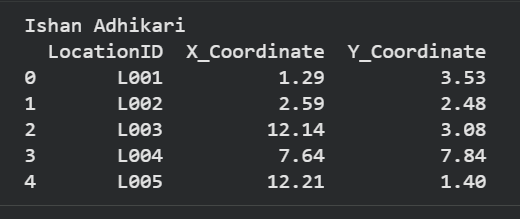 Ishan Adhikari
LocationID X_Coordinate Y_Coordinate
0 L001 1.29 3.53
1 L002 2.59 2.48
2 L003 12.14 3.08
3 L004 7.64 7.84
4 L005 12.21 1.40